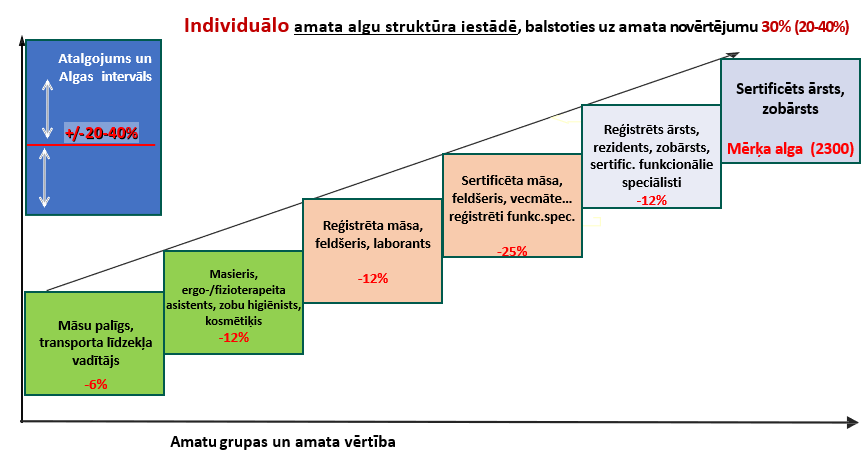 Individuālo amata algu struktūra iestādē, balstoties uz amata novērtējumu 30% (20-40%)
Atalgojums un
Algas intervāls
+/-20-40%
Sertificēts ārsts,
zobārsts
Mērķa alga (2300)
Reģistrēts ārsts,
rezidents, zobārsts,
sertific. funkcionālie
speciālisti
-12%
Sertificēta māsa,
feldšeris, vecmāte...
reģistrēti funkc.spec.
-25%
Reģistrēta māsa,
feldšeris, laborants
-12%
Masieris,
ergo-/fizioterapeita
asistents, zobu higiēnists,
kosmētiķis
-12%
Māsu palīgs,
transporta līdzekļa
vadītājs
-6%
Amatu grupas un amata vērtība